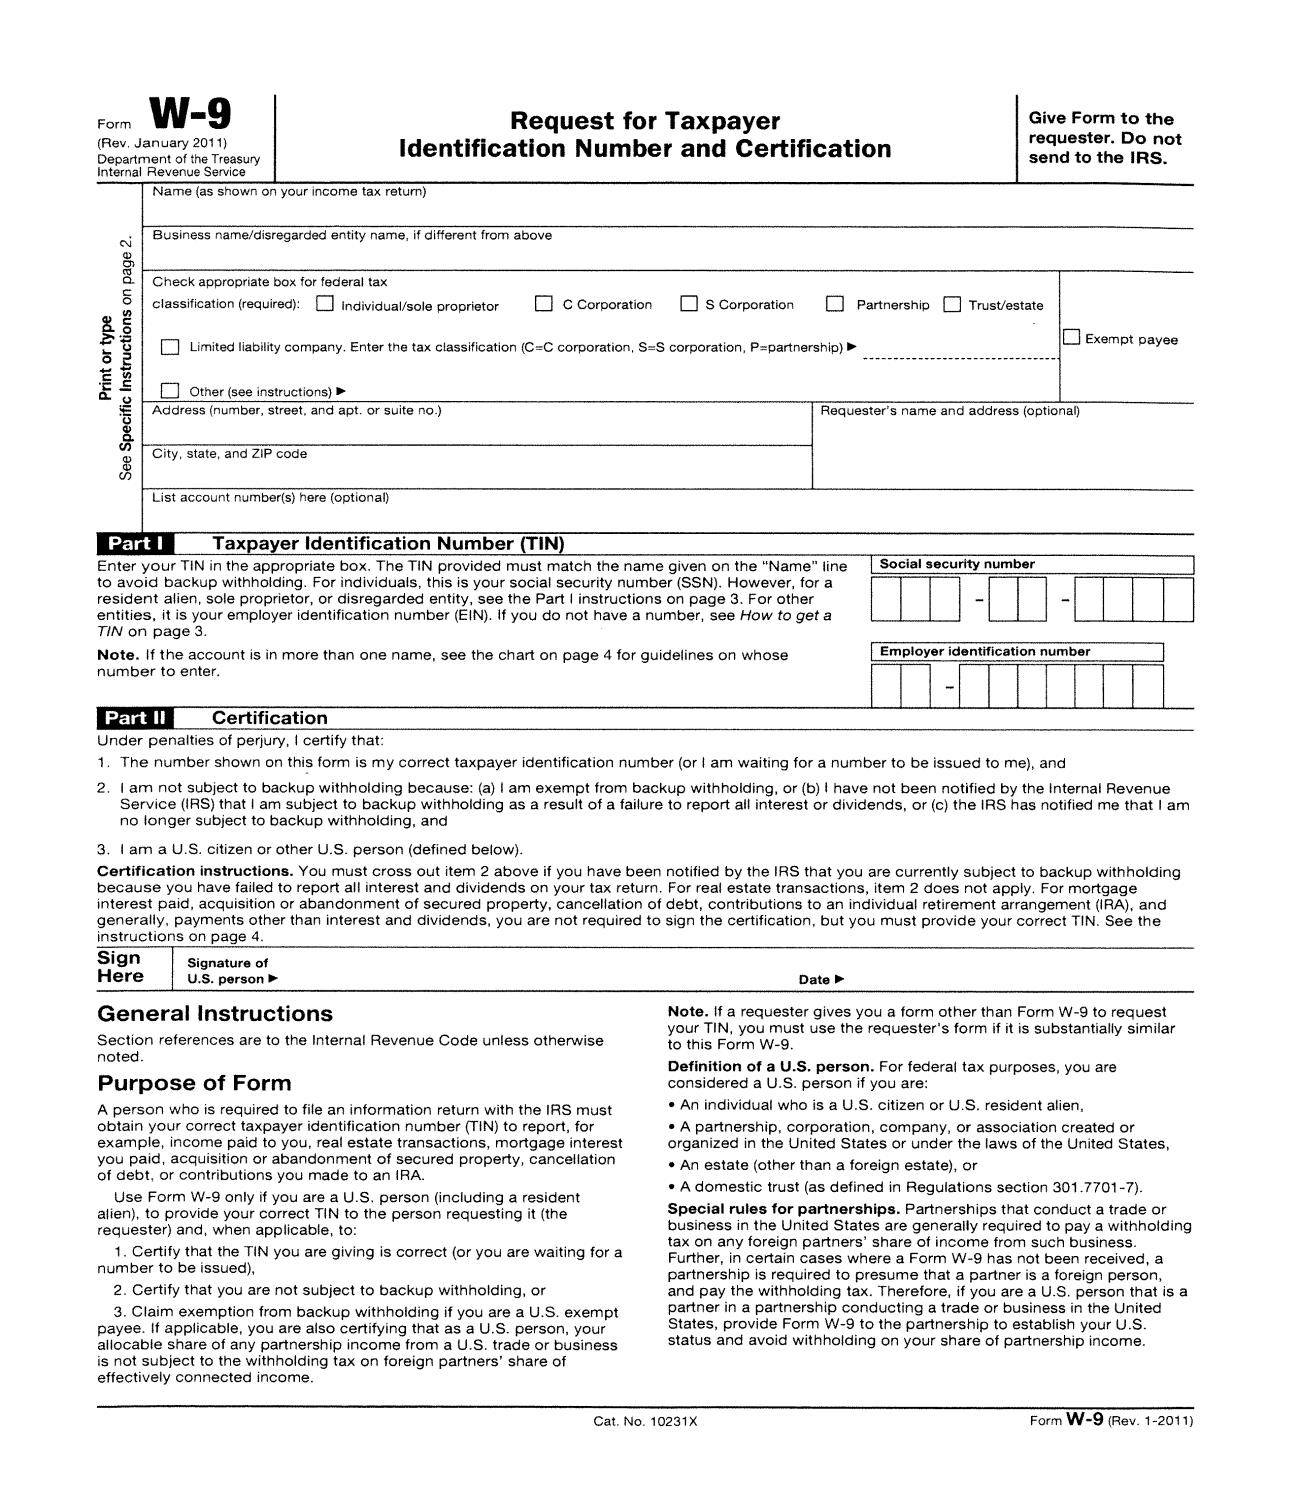 Form W-9
(Rev. January 2011)
Department of the Treasury
Internal Revenue Service
Request for Taxpayer
Identification Number and Certification
Give Form to the
requester. Do not
send to the IRS.
Print or type
See Specific Instructions on page 2.
Name (as shown on your income tax return)
Business name/disregarded entity name, if different from above
Check appropriate box for federal tax
classification (required): Individual/sole proprietor C Corporation S Corporation Partnership Trust/estate
Limited liability company. Enter the tax classification (C=C corporation, S=S corporation, P=partnership) ▶
Exempt payee
Other (see instructions) ▶
Address (number, street, and apt. or suite no.)
Requester's name and address (optional)
City, state, and ZIP code
List account number(s) here (optional)
Part I Taxpayer Identification Number (TIN)
Enter your TIN in the appropriate box. The TIN provided must match the name given on the "Name" line
to avoid backup withholding. For individuals, this is your social security number (SSN). However, for a
resident alien, sole proprietor, or disregarded entity, see the Part I instructions on page 3. For other
entities, it is your employer identification number (EIN). If you do not have a number, see How to get a
TIN on page 3.
Note. If the account is in more than one name, see the chart on page 4 for guidelines on whose
number to enter.
Social security number
– –
Employer identification number
–
Part II Certification
Under penalties of perjury, I certify that:
1. The number shown on this form is my correct taxpayer identification number (or I am waiting for a number to be issued to me), and
2. I am not subject to backup withholding because: (a) I am exempt from backup withholding, or (b) I have not been notified by the Internal Revenue
Service (IRS) that I am subject to backup withholding as a result of a failure to report all interest or dividends, or (c) the IRS has notified me that I am
no longer subject to backup withholding, and
3. I am a U.S. citizen or other U.S. person (defined below).
Certification instructions. You must cross out item 2 above if you have been notified by the IRS that you are currently subject to backup withholding
because you have failed to report all interest and dividends on your tax return. For real estate transactions, item 2 does not apply. For mortgage
interest paid, acquisition or abandonment of secured property, cancellation of debt, contributions to an individual retirement arrangement (IRA), and
generally, payments other than interest and dividends, you are not required to sign the certification, but you must provide your correct TIN. See the
instructions on page 4.
Sign
Here
Signature of
U.S. person ▶
Date ▶
General Instructions
Section references are to the Internal Revenue Code unless otherwise
noted.
Purpose of Form
A person who is required to file an information return with the IRS must
obtain your correct taxpayer identification number (TIN) to report, for
example, income paid to you, real estate transactions, mortgage interest
you paid, acquisition or abandonment of secured property, cancellation
of debt, or contributions you made to an IRA.
Use Form W-9 only if you are a U.S. person (including a resident
alien), to provide your correct TIN to the person requesting it (the
requester) and, when applicable, to:
1. Certify that the TIN you are giving is correct (or you are waiting for a
number to be issued),
2. Certify that you are not subject to backup withholding, or
3. Claim exemption from backup withholding if you are a U.S. exempt
payee. If applicable, you are also certifying that as a U.S. person, your
allocable share of any partnership income from a U.S. trade or business
is not subject to the withholding tax on foreign partners' share of
effectively connected income.
Note. If a requester gives you a form other than Form W-9 to request
your TIN, you must use the requester's form if it is substantially similar
to this Form W-9.
Definition of a U.S. person. For federal tax purposes, you are
considered a U.S. person if you are:
• An individual who is a U.S. citizen or U.S. resident alien,
• A partnership, corporation, company, or association created or
organized in the United States or under the laws of the United States,
• An estate (other than a foreign estate), or
• A domestic trust (as defined in Regulations section 301.7701-7).
Special rules for partnerships. Partnerships that conduct a trade or
business in the United States are generally required to pay a withholding
tax on any foreign partners' share of income from such business.
Further, in certain cases where a Form W-9 has not been received, a
partnership is required to presume that a partner is a foreign person,
and pay the withholding tax. Therefore, if you are a U.S. person that is a
partner in a partnership conducting a trade or business in the United
States, provide Form W-9 to the partnership to establish your U.S.
status and avoid withholding on your share of partnership income.
Cat. No. 10231X
Form W-9 (Rev. 1-2011)